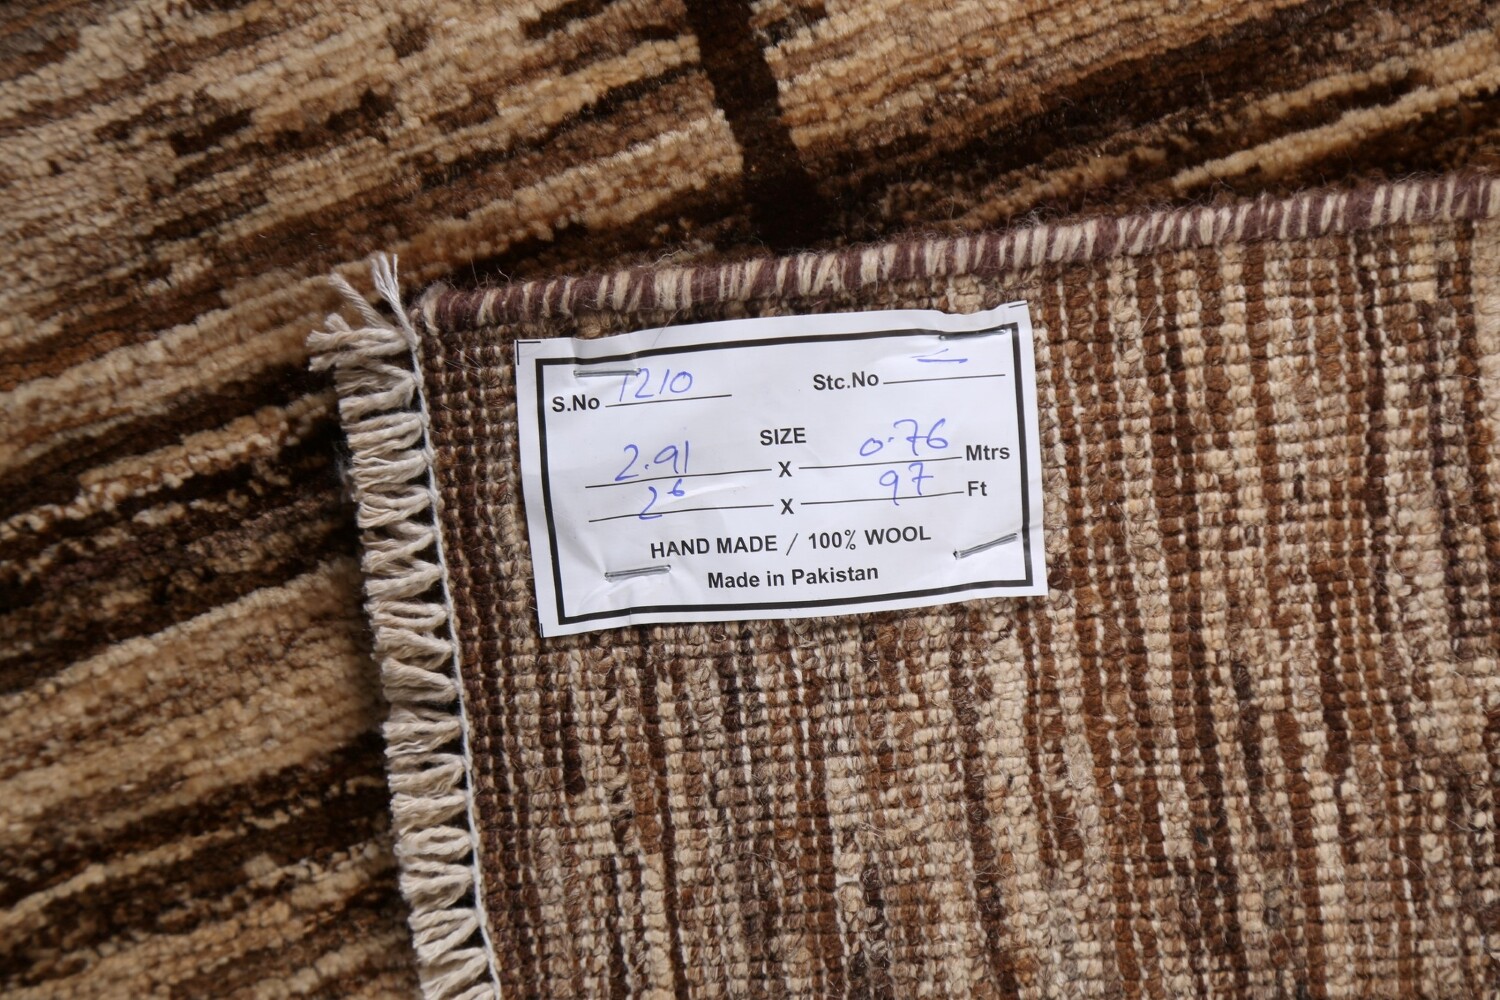 S.No 1210 Stc.No
SIZE
2.91 X 0.76 Mtrs
2⁶ X 97 Ft
HAND MADE / 100% WOOL
Made in Pakistan